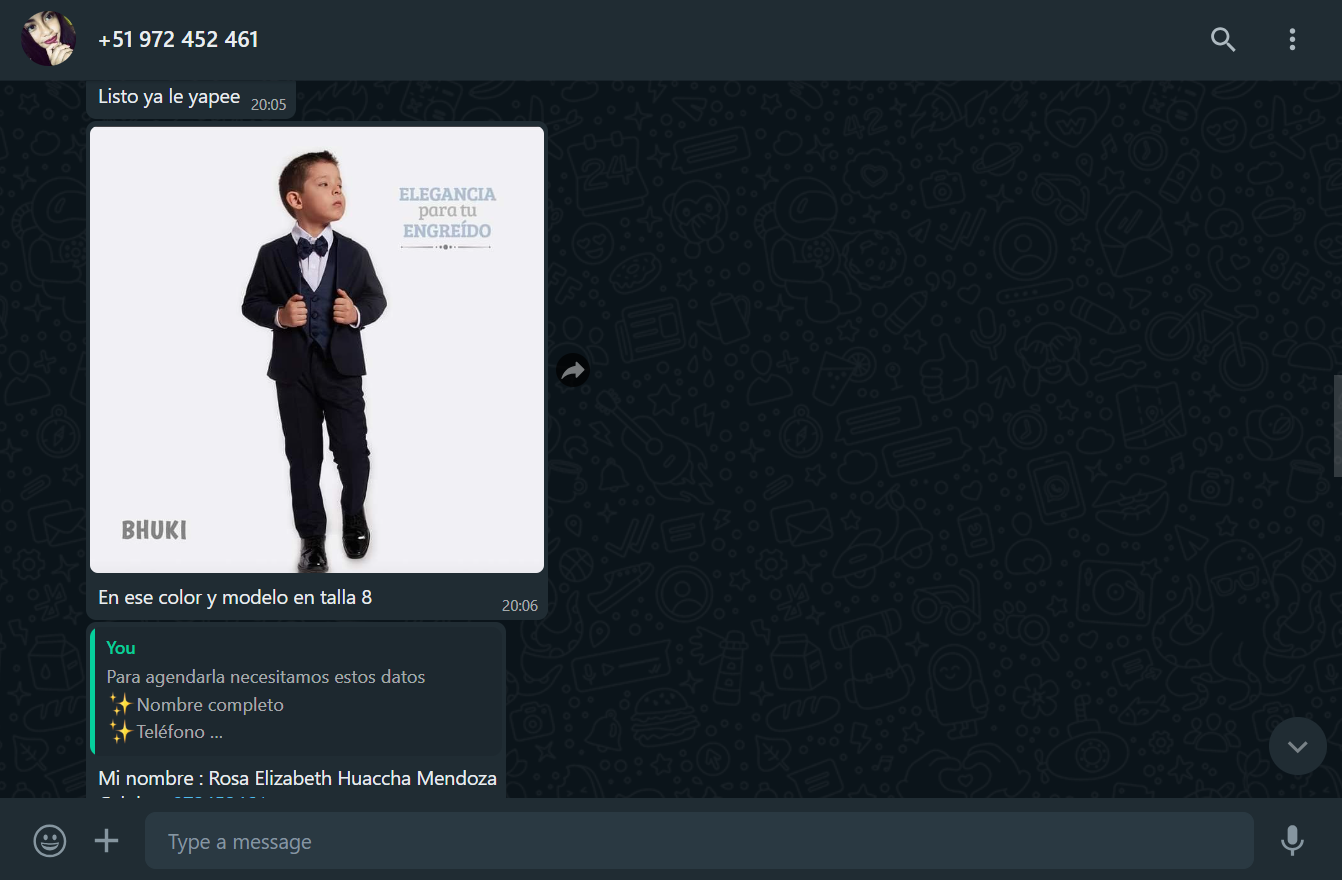 +51 972 452 461
Listo ya le yapee 20:05
ELEGANCIA
para tu
ENGREÍDO
BHUKI
En ese color y modelo en talla 8
20:06
You
Para agendarla necesitamos estos datos
✨Nombre completo
✨Teléfono ...
Mi nombre : Rosa Elizabeth Huaccha Mendoza
Type a message